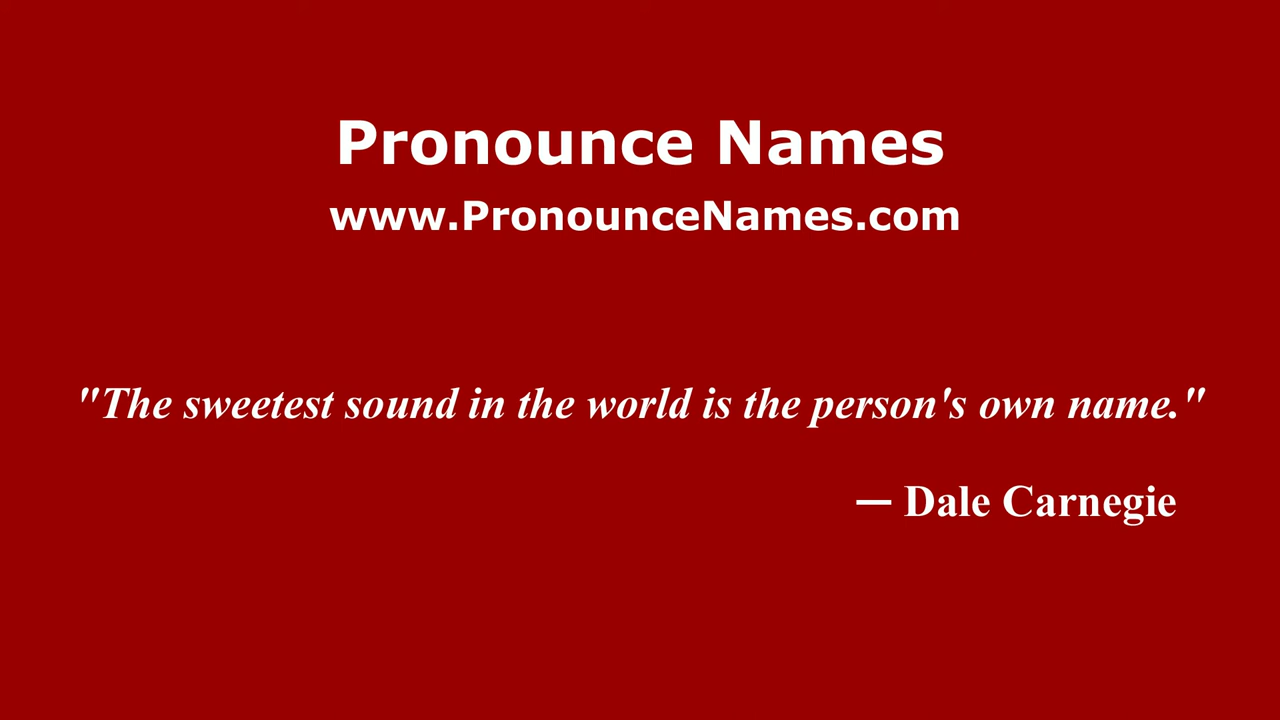 Pronounce Names
www.PronounceNames.com
"The sweetest sound in the world is the person's own name."
— Dale Carnegie